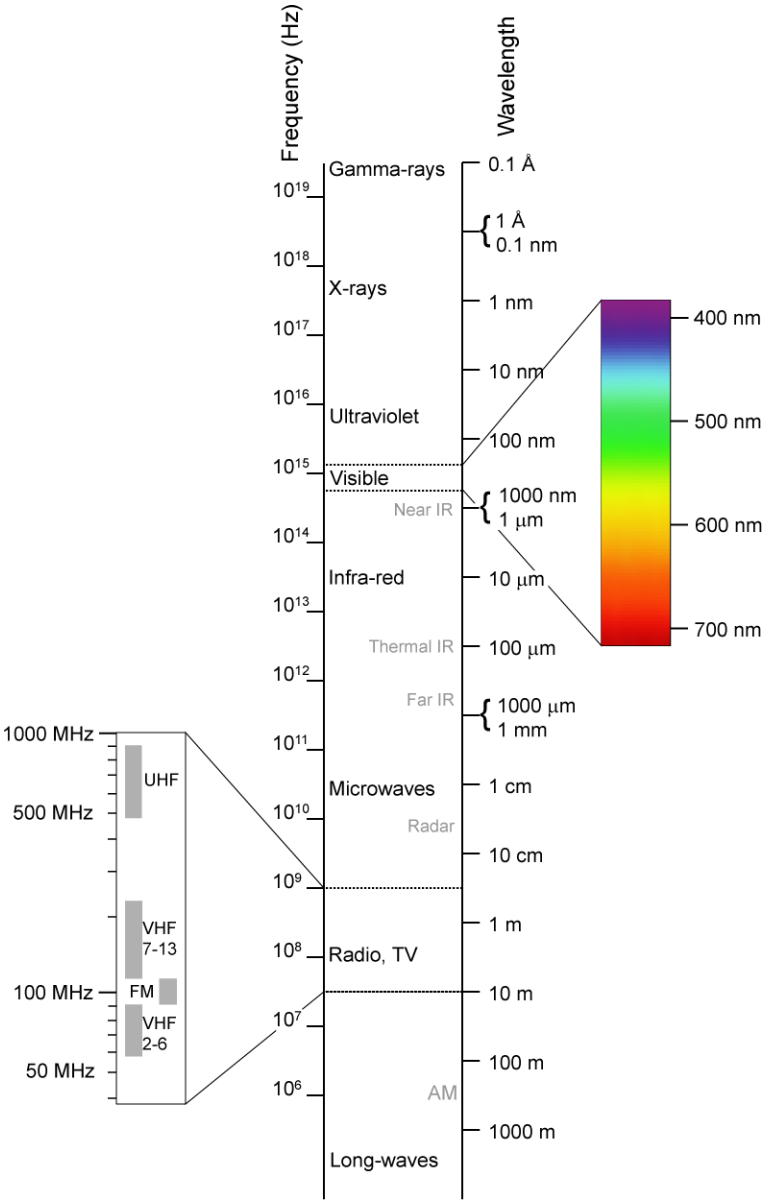 Frequency (Hz)
Wavelength
Gamma-rays
0.1 Å
10¹⁹
1 Å
0.1 nm
10¹⁸
X-rays
1 nm
400 nm
10¹⁷
10 nm
10¹⁶
Ultraviolet
500 nm
100 nm
10¹⁵
Visible
1000 nm
Near IR
1 μm
600 nm
10¹⁴
Infra-red
10 μm
10¹³
700 nm
Thermal IR
100 μm
10¹²
Far IR
1000 μm
1 mm
1000 MHz
10¹¹
UHF
Microwaves
1 cm
500 MHz
10¹⁰
Radar
10 cm
10⁹
VHF
7-13
1 m
10⁸
Radio, TV
100 MHz
FM
10 m
VHF
2-6
10⁷
50 MHz
100 m
10⁶
AM
1000 m
Long-waves